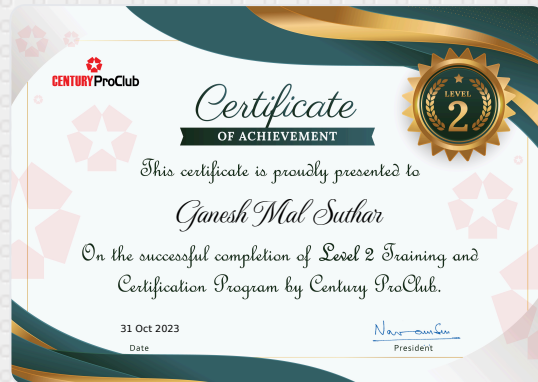 CENTURY ProClub
Certificate
OF ACHIEVEMENT
LEVEL
2
This certificate is proudly presented to
Ganesh Mal Suthar
On the successful completion of Level 2 Training and
Certification Program by Century ProClub.
31 Oct 2023
Date
President